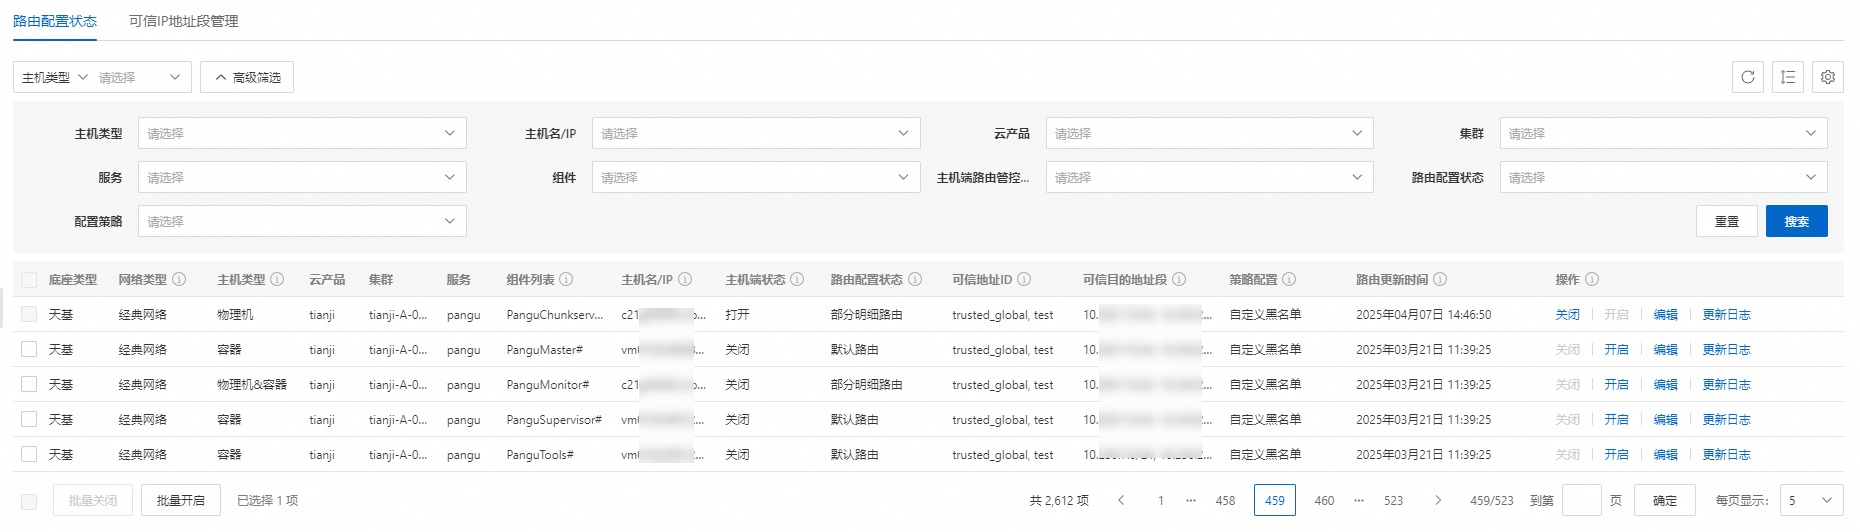 路由配置状态 可信IP地址段管理
主机类型 请选择 高级筛选
主机类型 请选择 主机名/IP 请选择 云产品 请选择 集群 请选择
服务 请选择 组件 请选择 主机端路由管控... 请选择 路由配置状态 请选择
配置策略 请选择 重置 搜索
底座类型 网络类型 主机类型 云产品 集群 服务 组件列表 主机名/IP 主机端状态 路由配置状态 可信地址ID 可信目的地址段 策略配置 路由更新时间 操作
天基 经典网络 物理机 tianji tianji-A-0... pangu PanguChunkserv... c21 打开 部分明细路由 trusted_global, test 10. 自定义黑名单 2025年04月07日 14:46:50 关闭 开启 编辑 更新日志
天基 经典网络 容器 tianji tianji-A-0... pangu PanguMaster# vm 关闭 默认路由 trusted_global, test 10. 自定义黑名单 2025年03月21日 11:39:25 关闭 开启 编辑 更新日志
天基 经典网络 物理机&容器 tianji tianji-A-0... pangu PanguMonitor# c21 关闭 部分明细路由 trusted_global, test 10. 自定义黑名单 2025年03月21日 11:39:25 关闭 开启 编辑 更新日志
天基 经典网络 容器 tianji tianji-A-0... pangu PanguSupervisor# vm 关闭 默认路由 trusted_global, test 10. 自定义黑名单 2025年03月21日 11:39:25 关闭 开启 编辑 更新日志
天基 经典网络 容器 tianji tianji-A-0... pangu PanguTools# vm 关闭 默认路由 trusted_global, test 自定义黑名单 2025年03月21日 11:39:25 关闭 开启 编辑 更新日志
批量关闭 批量开启 已选择 1 项 共 2,612 项 1 ··· 458 459 460 ··· 523 459/523 到第 页 确定 每页显示: 5